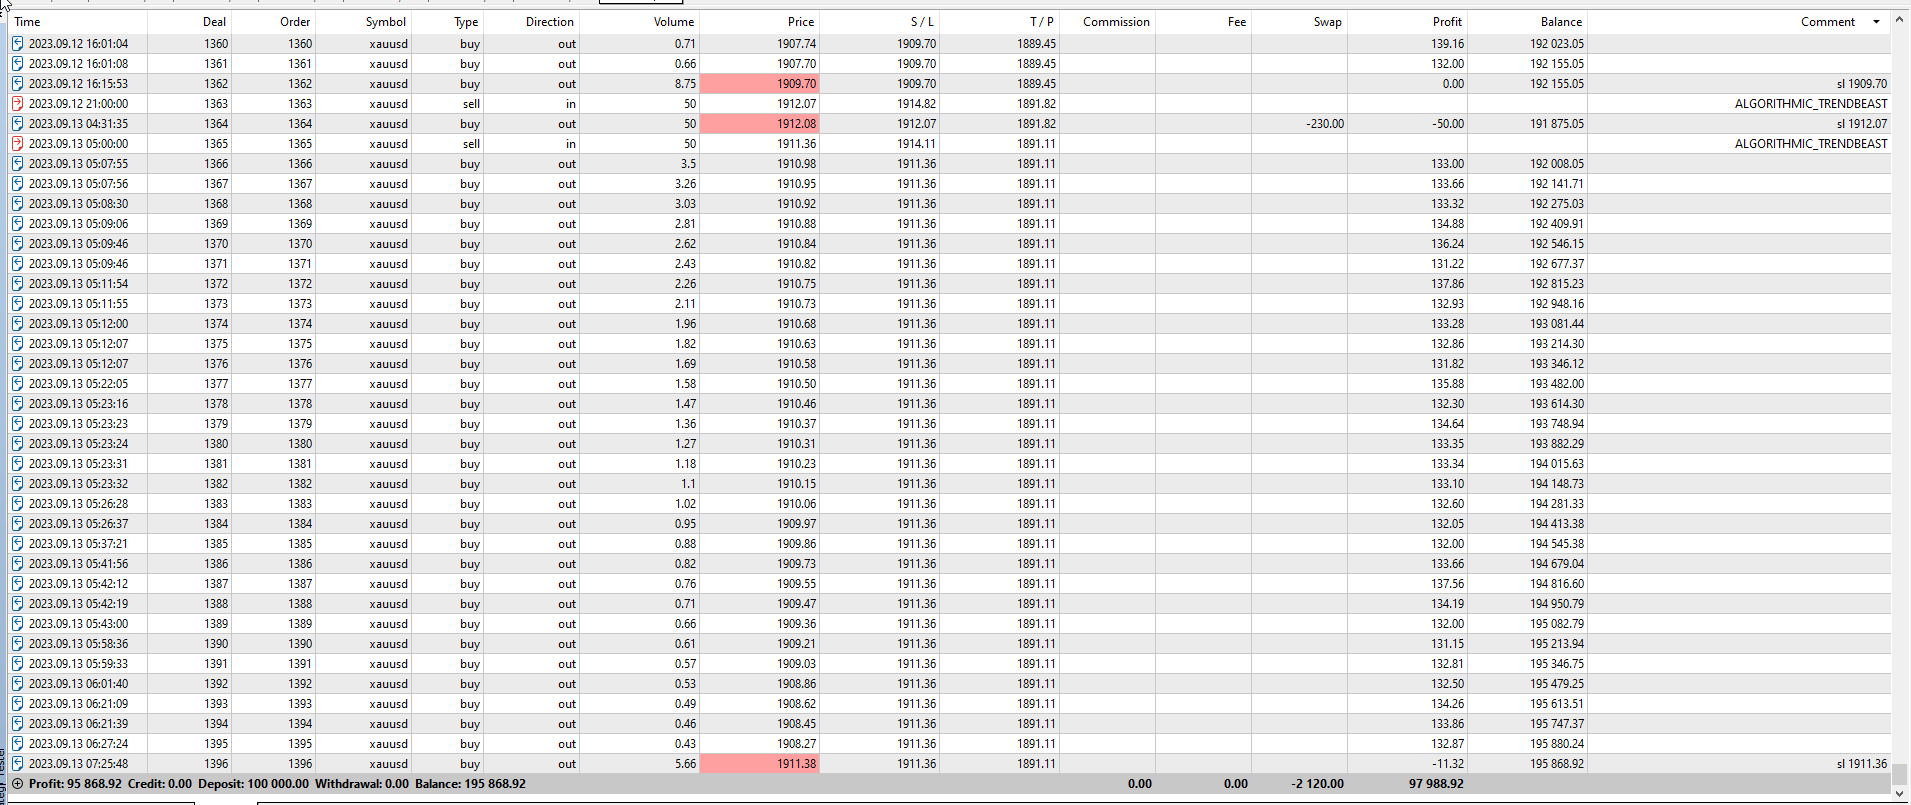 Time Deal Order Symbol Type Direction Volume Price S / L T / P Commission Fee Swap Profit Balance Comment
2023.09.12 16:01:04 1360 1360 xauusd buy out 0.71 1907.74 1909.70 1889.45 139.16 192 023.05
2023.09.12 16:01:08 1361 1361 xauusd buy out 0.66 1907.70 1909.70 1889.45 132.00 192 155.05
2023.09.12 16:15:53 1362 1362 xauusd buy out 8.75 1909.70 1909.70 1889.45 0.00 192 155.05 sl 1909.70
2023.09.12 21:00:00 1363 1363 xauusd sell in 50 1912.07 1914.82 1891.82 ALGORITHMIC_TRENDBEAST
2023.09.13 04:31:35 1364 1364 xauusd buy out 50 1912.08 1912.07 1891.82 -230.00 -50.00 191 875.05 sl 1912.07
2023.09.13 05:00:00 1365 1365 xauusd sell in 50 1911.36 1914.11 1891.11 ALGORITHMIC_TRENDBEAST
2023.09.13 05:07:55 1366 1366 xauusd buy out 3.5 1910.98 1911.36 1891.11 133.00 192 008.05
2023.09.13 05:07:56 1367 1367 xauusd buy out 3.26 1910.95 1911.36 1891.11 133.66 192 141.71
2023.09.13 05:08:30 1368 1368 xauusd buy out 3.03 1910.92 1911.36 1891.11 133.32 192 275.03
2023.09.13 05:09:06 1369 1369 xauusd buy out 2.81 1910.88 1911.36 1891.11 134.88 192 409.91
2023.09.13 05:09:46 1370 1370 xauusd buy out 2.62 1910.84 1911.36 1891.11 136.24 192 546.15
2023.09.13 05:09:46 1371 1371 xauusd buy out 2.43 1910.82 1911.36 1891.11 131.22 192 677.37
2023.09.13 05:11:54 1372 1372 xauusd buy out 2.26 1910.75 1911.36 1891.11 137.86 192 815.23
2023.09.13 05:11:55 1373 1373 xauusd buy out 2.11 1910.73 1911.36 1891.11 132.93 192 948.16
2023.09.13 05:12:00 1374 1374 xauusd buy out 1.96 1910.68 1911.36 1891.11 133.28 193 081.44
2023.09.13 05:12:07 1375 1375 xauusd buy out 1.82 1910.63 1911.36 1891.11 132.86 193 214.30
2023.09.13 05:12:07 1376 1376 xauusd buy out 1.69 1910.58 1911.36 1891.11 131.82 193 346.12
2023.09.13 05:22:05 1377 1377 xauusd buy out 1.58 1910.50 1911.36 1891.11 135.88 193 482.00
2023.09.13 05:23:16 1378 1378 xauusd buy out 1.47 1910.46 1911.36 1891.11 132.30 193 614.30
2023.09.13 05:23:23 1379 1379 xauusd buy out 1.36 1910.37 1911.36 1891.11 134.64 193 748.94
2023.09.13 05:23:24 1380 1380 xauusd buy out 1.27 1910.31 1911.36 1891.11 133.35 193 882.29
2023.09.13 05:23:31 1381 1381 xauusd buy out 1.18 1910.23 1911.36 1891.11 133.34 194 015.63
2023.09.13 05:23:32 1382 1382 xauusd buy out 1.1 1910.15 1911.36 1891.11 133.10 194 148.73
2023.09.13 05:26:28 1383 1383 xauusd buy out 1.02 1910.06 1911.36 1891.11 132.60 194 281.33
2023.09.13 05:26:37 1384 1384 xauusd buy out 0.95 1909.97 1911.36 1891.11 132.05 194 413.38
2023.09.13 05:37:21 1385 1385 xauusd buy out 0.88 1909.86 1911.36 1891.11 132.00 194 545.38
2023.09.13 05:41:56 1386 1386 xauusd buy out 0.82 1909.73 1911.36 1891.11 133.66 194 679.04
2023.09.13 05:42:12 1387 1387 xauusd buy out 0.76 1909.55 1911.36 1891.11 137.56 194 816.60
2023.09.13 05:42:19 1388 1388 xauusd buy out 0.71 1909.47 1911.36 1891.11 134.19 194 950.79
2023.09.13 05:43:00 1389 1389 xauusd buy out 0.66 1909.36 1911.36 1891.11 132.00 195 082.79
2023.09.13 05:58:36 1390 1390 xauusd buy out 0.61 1909.21 1911.36 1891.11 131.15 195 213.94
2023.09.13 05:59:33 1391 1391 xauusd buy out 0.57 1909.03 1911.36 1891.11 132.81 195 346.75
2023.09.13 06:01:40 1392 1392 xauusd buy out 0.53 1908.86 1911.36 1891.11 132.50 195 479.25
2023.09.13 06:21:09 1393 1393 xauusd buy out 0.49 1908.62 1911.36 1891.11 134.26 195 613.51
2023.09.13 06:21:39 1394 1394 xauusd buy out 0.46 1908.45 1911.36 1891.11 133.86 195 747.37
2023.09.13 06:27:24 1395 1395 xauusd buy out 0.43 1908.27 1911.36 1891.11 132.87 195 880.24
2023.09.13 07:25:48 1396 1396 xauusd buy out 5.66 1911.38 1911.36 1891.11 -11.32 195 868.92 sl 1911.36
Profit: 95 868.92 Credit: 0.00 Deposit: 100 000.00 Withdrawal: 0.00 Balance: 195 868.92 0.00 0.00 -2 120.00 97 988.92